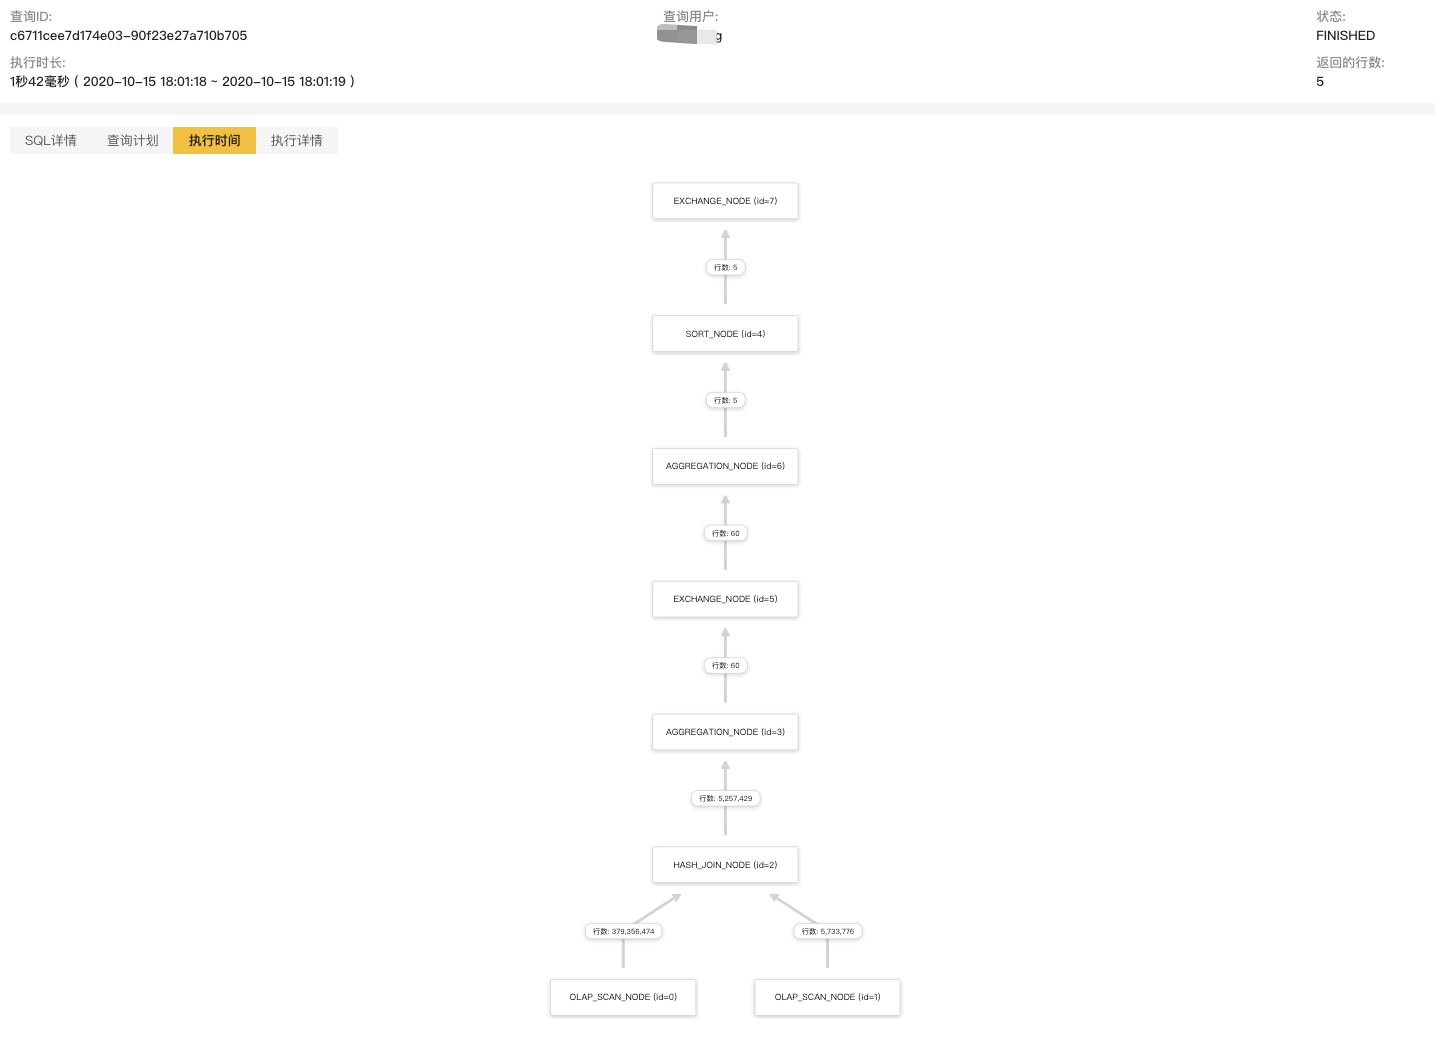 查询ID:
c6711cee7d174e03-90f23e27a710b705
查询用户:
g
状态:
FINISHED
执行时长:
1秒42毫秒 ( 2020-10-15 18:01:18 ~ 2020-10-15 18:01:19 )
返回的行数:
5
SQL详情
查询计划
执行时间
执行详情
EXCHANGE_NODE (id=7)
行数: 5
SORT_NODE (id=4)
行数: 5
AGGREGATION_NODE (id=6)
行数: 60
EXCHANGE_NODE (id=5)
行数: 60
AGGREGATION_NODE (id=3)
行数: 5,257,429
HASH_JOIN_NODE (id=2)
行数: 379,356,474
行数: 5,733,776
OLAP_SCAN_NODE (id=0)
OLAP_SCAN_NODE (id=1)